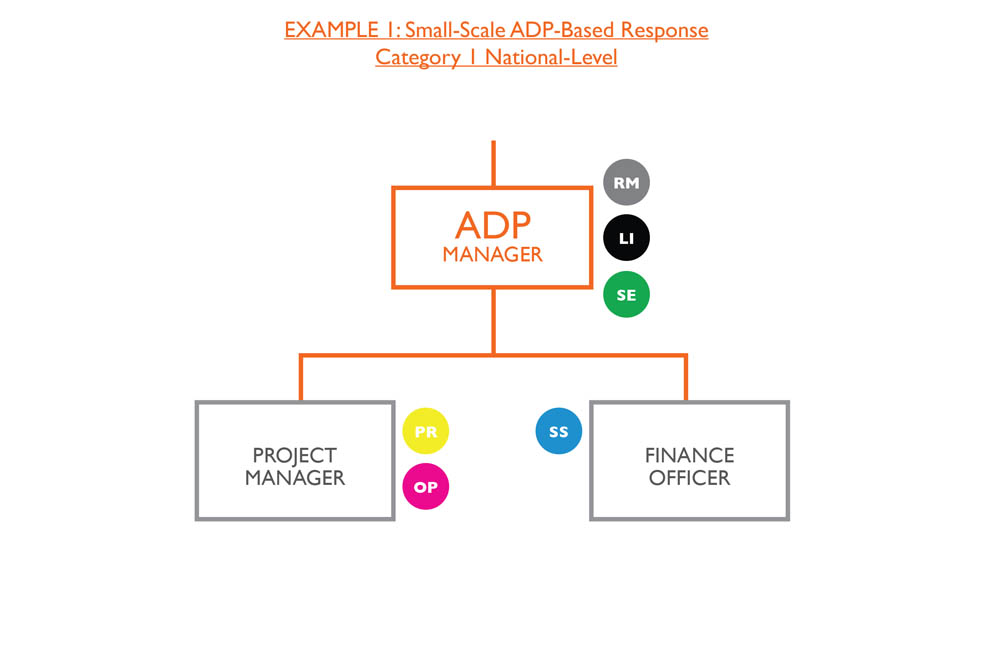 EXAMPLE 1: Small-Scale ADP-Based Response
Category 1 National-Level
RM
ADP
MANAGER
LI
SE
PROJECT
MANAGER
PR
OP
SS
FINANCE
OFFICER